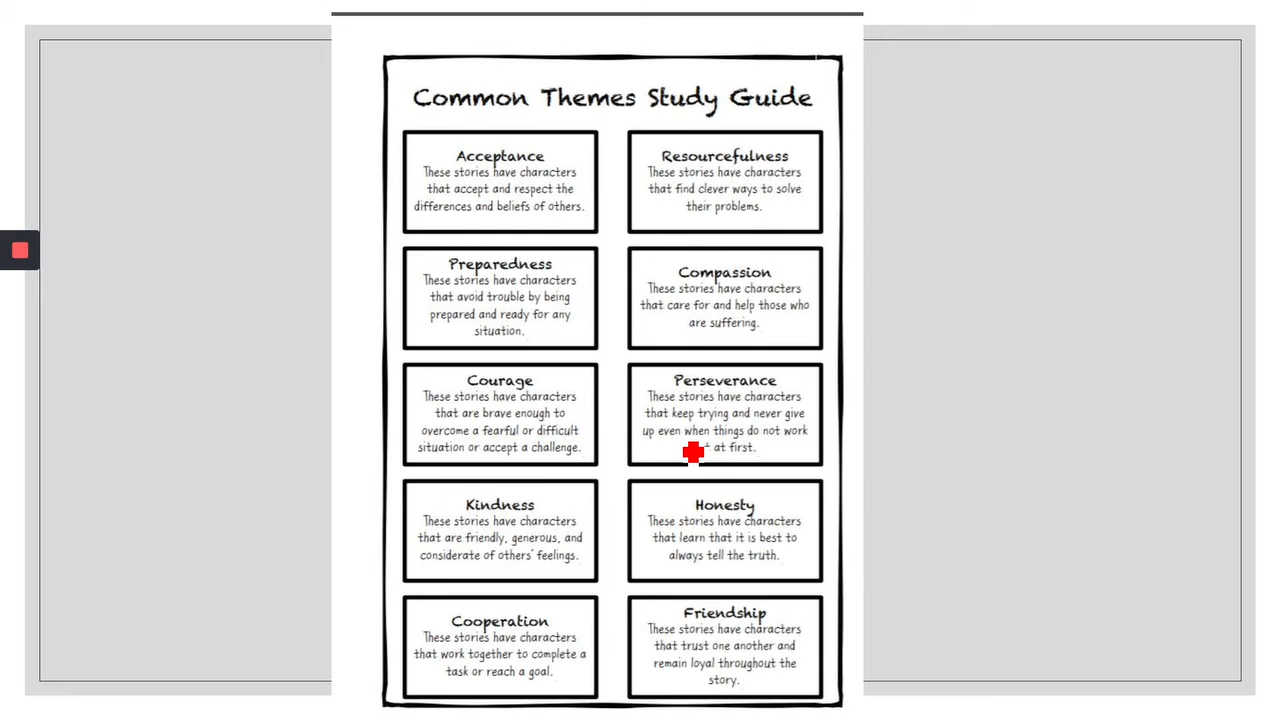 Common Themes Study Guide
Acceptance
These stories have characters
that accept and respect the
differences and beliefs of others.
Resourcefulness
These stories have characters
that find clever ways to solve
their problems.
Preparedness
These stories have characters
that avoid trouble by being
prepared and ready for any
situation.
Compassion
These stories have characters
that care for and help those who
are suffering.
Courage
These stories have characters
that are brave enough to
overcome a fearful or difficult
situation or accept a challenge.
Perseverance
These stories have characters
that keep trying and never give
up even when things do not work
at first.
Kindness
These stories have characters
that are friendly, generous, and
considerate of others' feelings.
Honesty
These stories have characters
that learn that it is best to
always tell the truth.
Cooperation
These stories have characters
that work together to complete a
task or reach a goal.
Friendship
These stories have characters
that trust one another and
remain loyal throughout the
story.